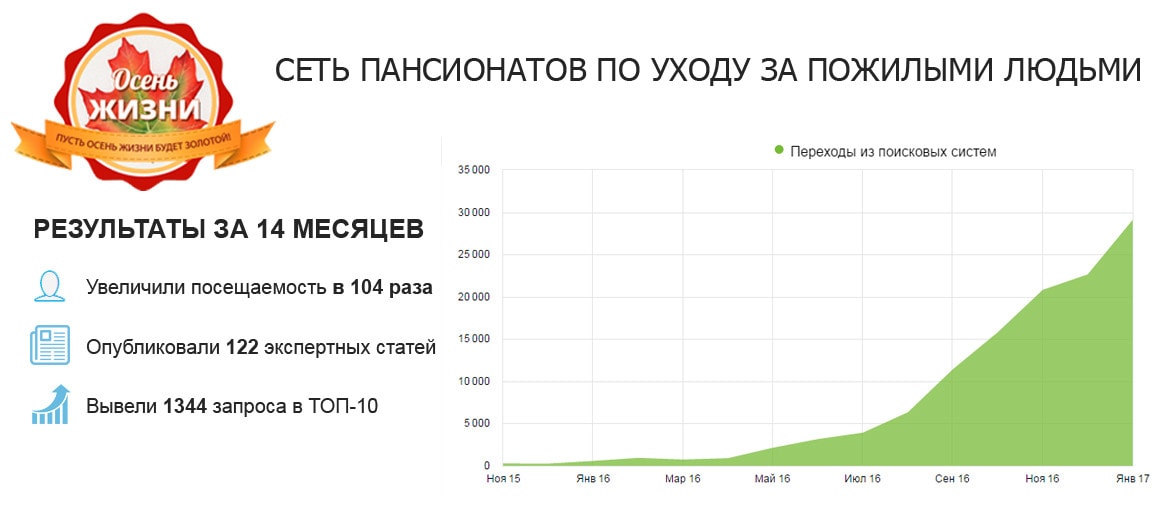 Осень
ЖИЗНИ
ПУСТЬ ОСЕНЬ ЖИЗНИ БУДЕТ ЗОЛОТОЙ!
СЕТЬ ПАНСИОНАТОВ ПО УХОДУ ЗА ПОЖИЛЫМИ ЛЮДЬМИ
РЕЗУЛЬТАТЫ ЗА 14 МЕСЯЦЕВ
Увеличили посещаемость в 104 раза
Опубликовали 122 экспертных статей
Вывели 1344 запроса в ТОП-10
Переходы из поисковых систем
35 000
30 000
25 000
20 000
15 000
10 000
5 000
0
Ноя 15 Янв 16 Мар 16 Май 16 Июл 16 Сен 16 Ноя 16 Янв 17